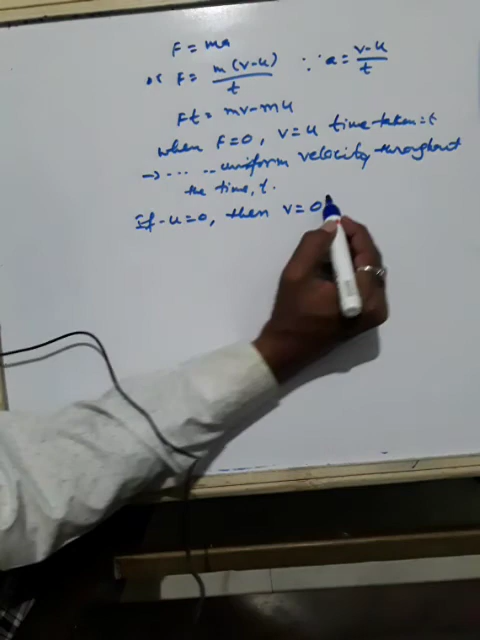 F = ma
or F = m(v-u)/t ∵ a = v-u/t
Ft = mv - mu
when F=0, v=u time taken=t
→ ... .. uniform velocity throughout
the time, t.
If u=0, then v=0